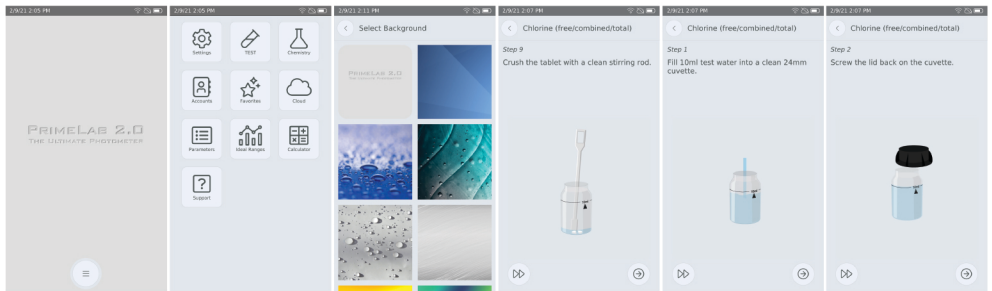 2/9/21 2:05 PM
PRIMELAB 2.0
THE ULTIMATE PHOTOMETER
2/9/21 2:05 PM
Settings
TEST
Chemistry
Accounts
Favorites
Cloud
Parameters
Ideal Ranges
Calculator
Support
2/9/21 2:11 PM
Select Background
PRIMELAB 2.0
THE ULTIMATE PHOTOMETER
2/9/21 2:07 PM
Chlorine (free/combined/total)
Step 9
Crush the tablet with a clean stirring rod.
2/9/21 2:07 PM
Chlorine (free/combined/total)
Step 1
Fill 10ml test water into a clean 24mm
cuvette.
2/9/21 2:07 PM
Chlorine (free/combined/total)
Step 2
Screw the lid back on the cuvette.